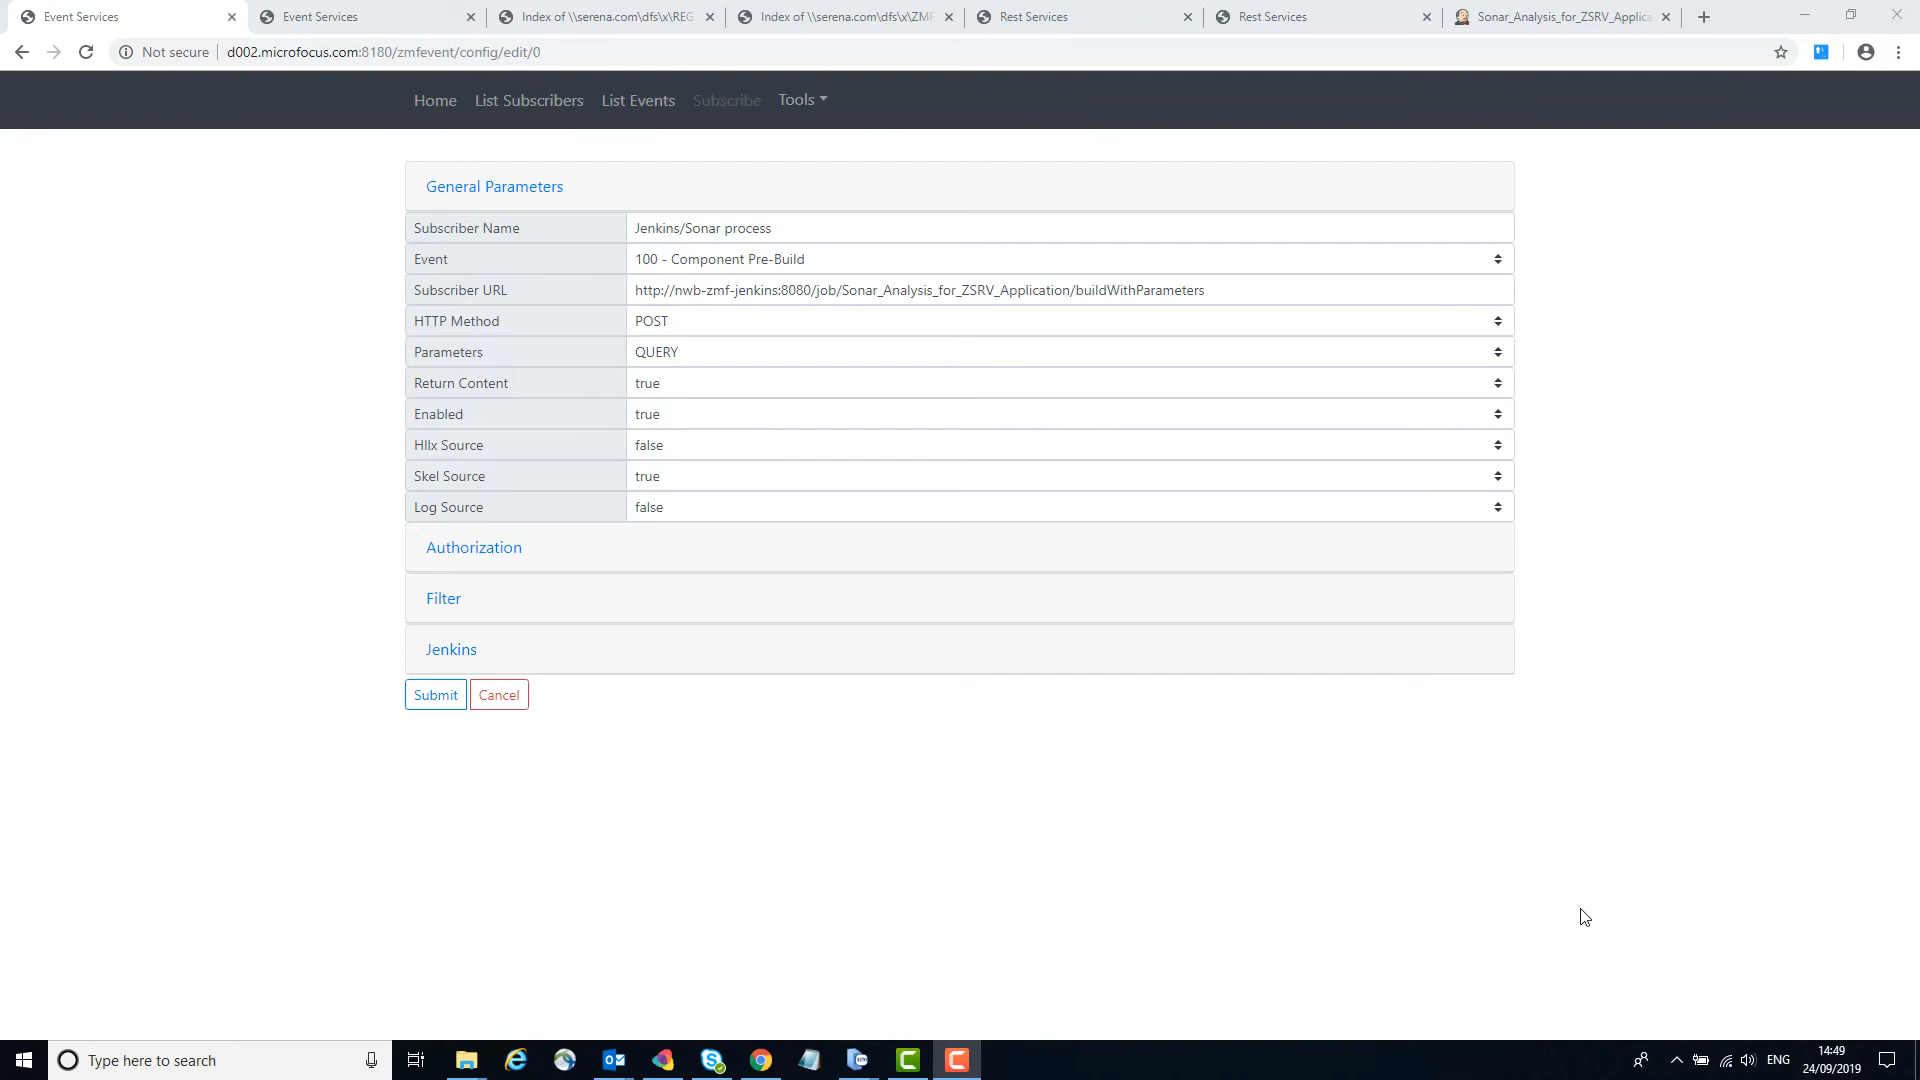 Event Services
Event Services
Index of \\serena.com\dfs\x\REG
Index of \\serena.com\dfs\x\ZMF
Rest Services
Rest Services
Sonar_Analysis_for_ZSRV_Applica
Not secure
d002.microfocus.com:8180/zmfevent/config/edit/0
Home List Subscribers List Events Subscribe Tools
General Parameters
Subscriber Name Jenkins/Sonar process
Event 100 - Component Pre-Build
Subscriber URL http://nwb-zmf-jenkins:8080/job/Sonar_Analysis_for_ZSRV_Application/buildWithParameters
HTTP Method POST
Parameters QUERY
Return Content true
Enabled true
Hllx Source false
Skel Source true
Log Source false
Authorization
Filter
Jenkins
Submit Cancel
Type here to search
ENG
14:49
24/09/2019